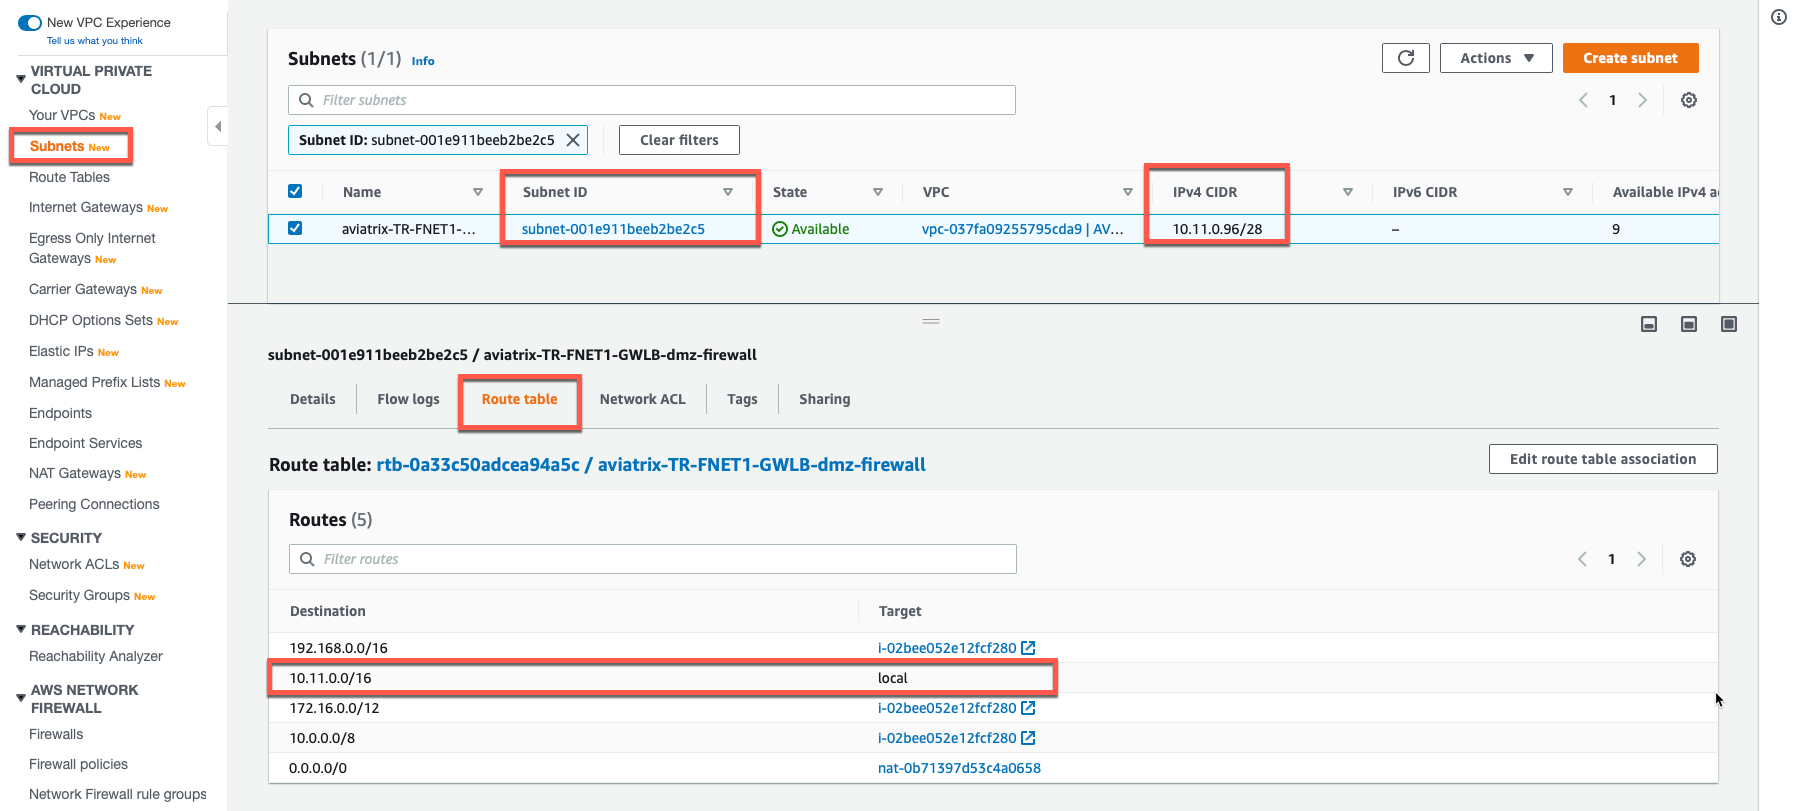 New VPC Experience
Tell us what you think
VIRTUAL PRIVATE
CLOUD
Your VPCs New
Subnets New
Route Tables
Internet Gateways New
Egress Only Internet
Gateways New
Carrier Gateways New
DHCP Options Sets New
Elastic IPs New
Managed Prefix Lists New
Endpoints
Endpoint Services
NAT Gateways New
Peering Connections
SECURITY
Network ACLs New
Security Groups New
REACHABILITY
Reachability Analyzer
AWS NETWORK
FIREWALL
Firewalls
Firewall policies
Network Firewall rule groups
Subnets (1/1) Info
Actions
Create subnet
Filter subnets
1
Subnet ID: subnet-001e911beeb2be2c5
Clear filters
Name Subnet ID State VPC IPv4 CIDR IPv6 CIDR Available IPv4 a
aviatrix-TR-FNET1-... subnet-001e911beeb2be2c5 Available vpc-037fa09255795cda9 | AV... 10.11.0.96/28 – 9
subnet-001e911beeb2be2c5 / aviatrix-TR-FNET1-GWLB-dmz-firewall
Details Flow logs Route table Network ACL Tags Sharing
Route table: rtb-0a33c50adcea94a5c / aviatrix-TR-FNET1-GWLB-dmz-firewall
Edit route table association
Routes (5)
Filter routes
1
Destination Target
192.168.0.0/16 i-02bee052e12fcf280
10.11.0.0/16 local
172.16.0.0/12 i-02bee052e12fcf280
10.0.0.0/8 i-02bee052e12fcf280
0.0.0.0/0 nat-0b71397d53c4a0658